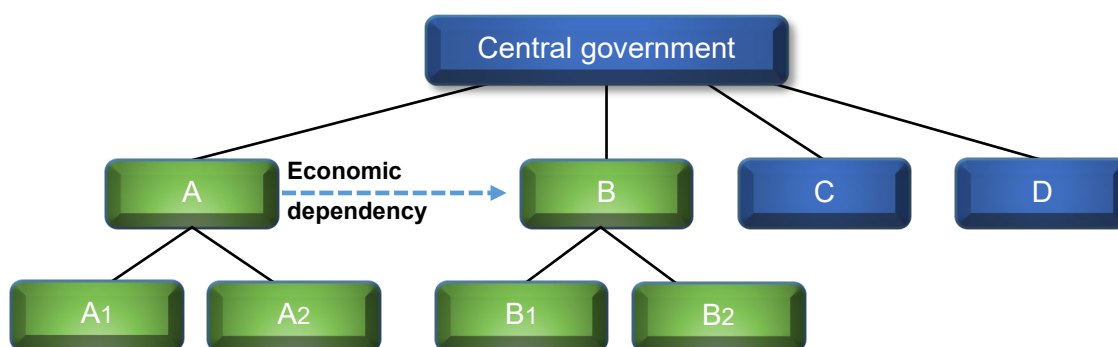 Central government
A
Economic
dependency
B
C
D
A1
A2
B1
B2